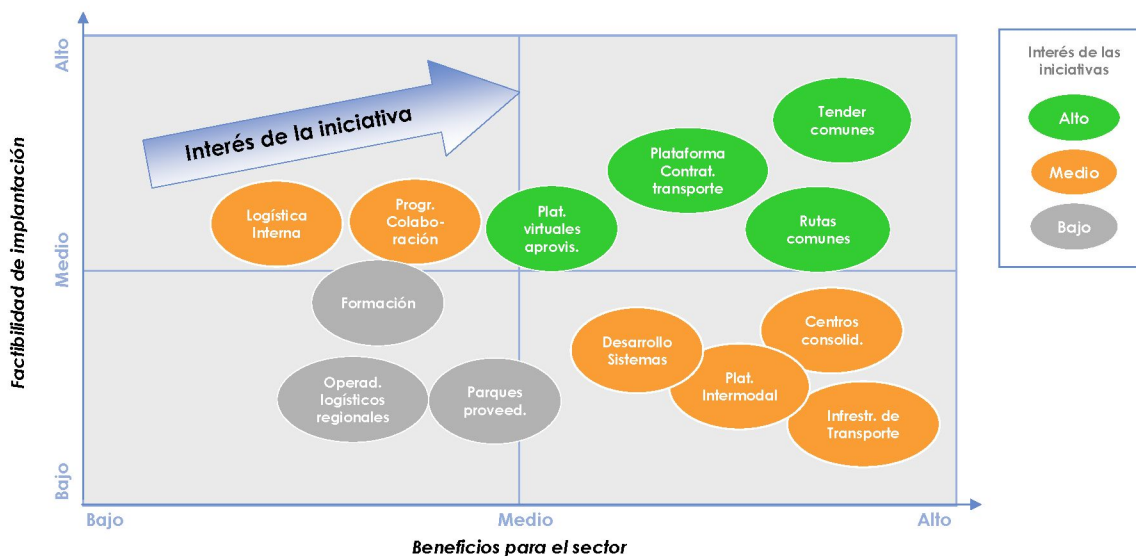 Alto
Medio
Bajo
Factibilidad de implantación
Interés de la iniciativa
Tender
comunes
Plataforma
Contrat.
transporte
Logística
Interna
Progr.
Colabo-
ración
Plat.
virtuales
aprovis.
Rutas
comunes
Formación
Desarrollo
Sistemas
Centros
consolid.
Plat.
Intermodal
Operad.
logísticos
regionales
Parques
proveed.
Infrestr. de
Transporte
Bajo
Medio
Alto
Beneficios para el sector
Interés de las
iniciativas
Alto
Medio
Bajo